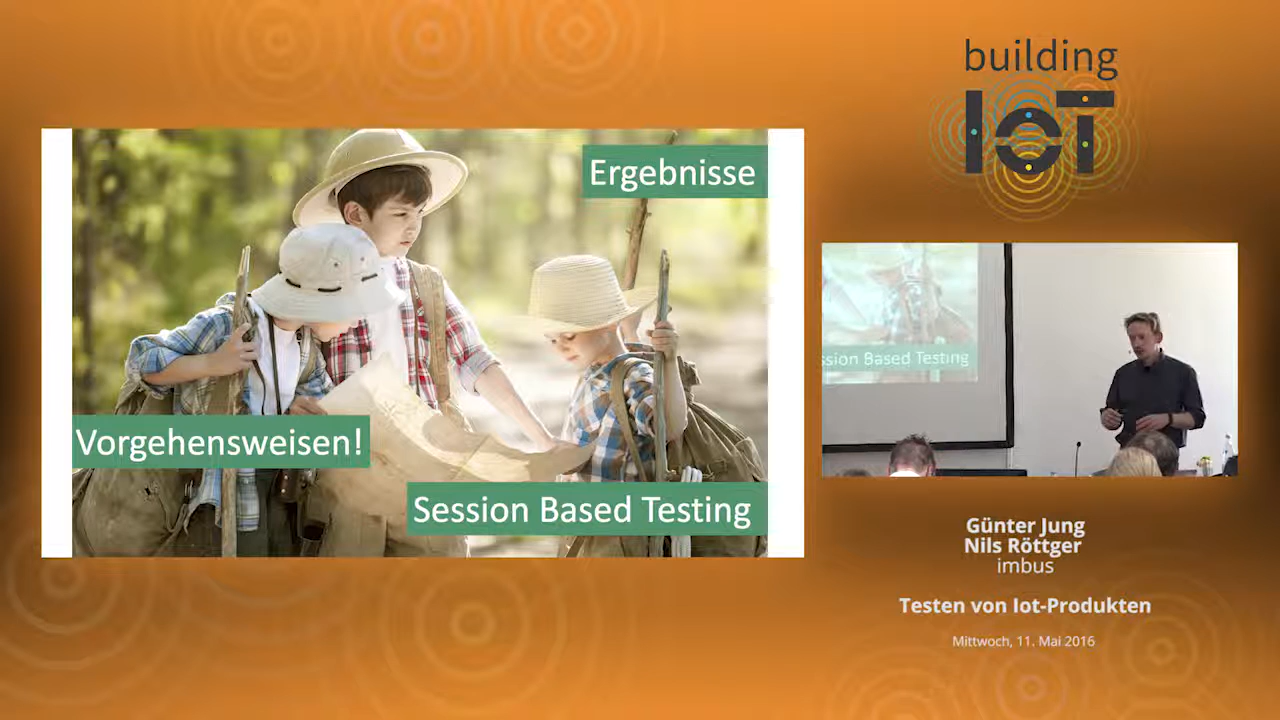 building
IoT
Ergebnisse
Vorgehensweisen!
Session Based Testing
ssion Based Testing
Günter Jung
Nils Röttger
imbus
Testen von Iot-Produkten
Mittwoch, 11. Mai 2016